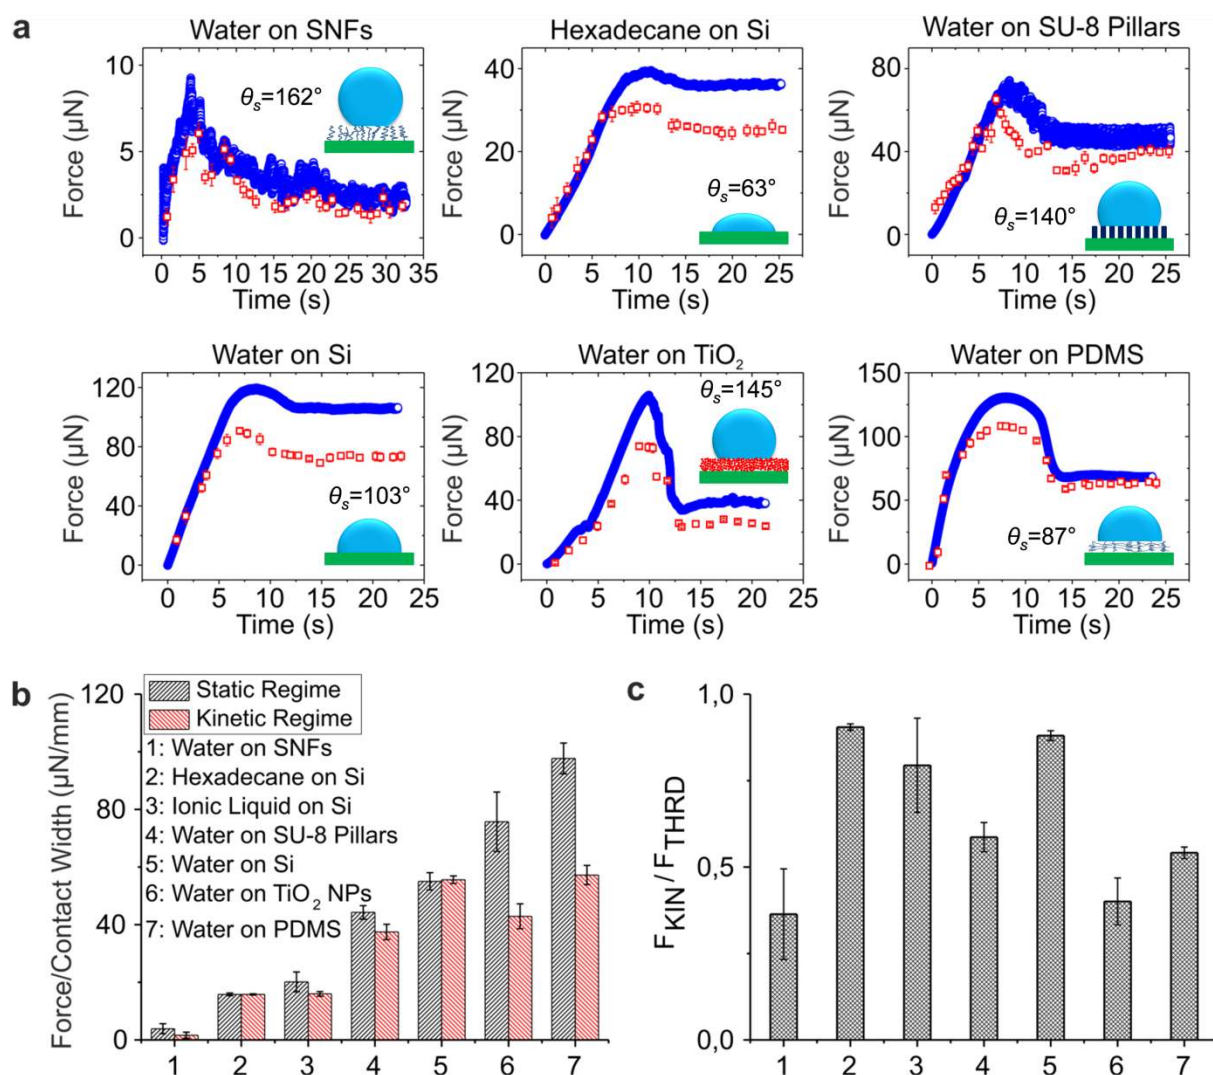 a
Water on SNFs
Force (μN)
10
5
0
θs=162°
0 5 10 15 20 25 30 35
Time (s)
Hexadecane on Si
Force (μN)
40
20
0
θs=63°
0 5 10 15 20 25
Time (s)
Water on SU-8 Pillars
Force (μN)
80
40
0
θs=140°
0 5 10 15 20 25
Time (s)
Water on Si
Force (μN)
120
80
40
0
θs=103°
0 5 10 15 20 25
Time (s)
Water on TiO2
Force (μN)
120
80
40
0
θs=145°
0 5 10 15 20 25
Time (s)
Water on PDMS
Force (μN)
150
100
50
0
θs=87°
0 5 10 15 20 25
Time (s)
b
Force/Contact Width (μN/mm)
120
80
40
0
Static Regime
Kinetic Regime
1: Water on SNFs
2: Hexadecane on Si
3: Ionic Liquid on Si
4: Water on SU-8 Pillars
5: Water on Si
6: Water on TiO2 NPs
7: Water on PDMS
1 2 3 4 5 6 7
c
FKIN / FTHRD
1,0
0,5
0,0
1 2 3 4 5 6 7